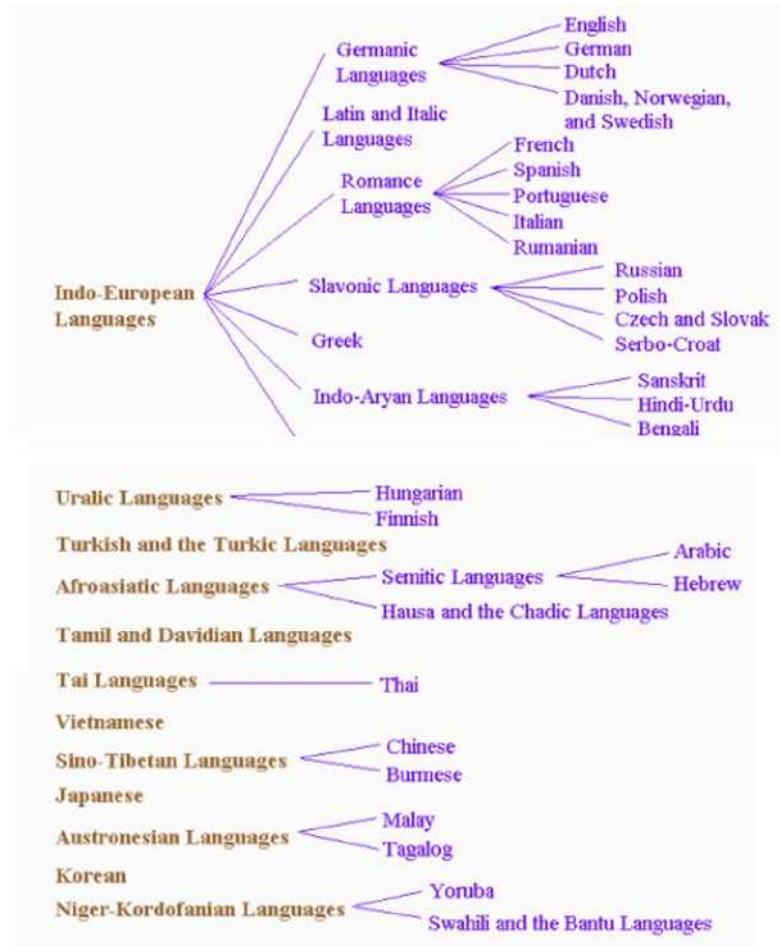 English
Germanic
Languages
German
Dutch
Danish, Norwegian,
and Swedish
Latin and Italic
Languages
French
Spanish
Romance
Languages
Portuguese
Italian
Rumanian
Indo-European
Languages
Slavonic Languages
Russian
Polish
Czech and Slovak
Serbo-Croat
Greek
Indo-Aryan Languages
Sanskrit
Hindi-Urdu
Bengali
Uralic Languages
Hungarian
Finnish
Turkish and the Turkic Languages
Afroasiatic Languages
Semitic Languages
Arabic
Hebrew
Hausa and the Chadic Languages
Tamil and Davidian Languages
Tai Languages
Thai
Vietnamese
Sino-Tibetan Languages
Chinese
Burmese
Japanese
Austronesian Languages
Malay
Tagalog
Korean
Niger-Kordofanian Languages
Yoruba
Swahili and the Bantu Languages